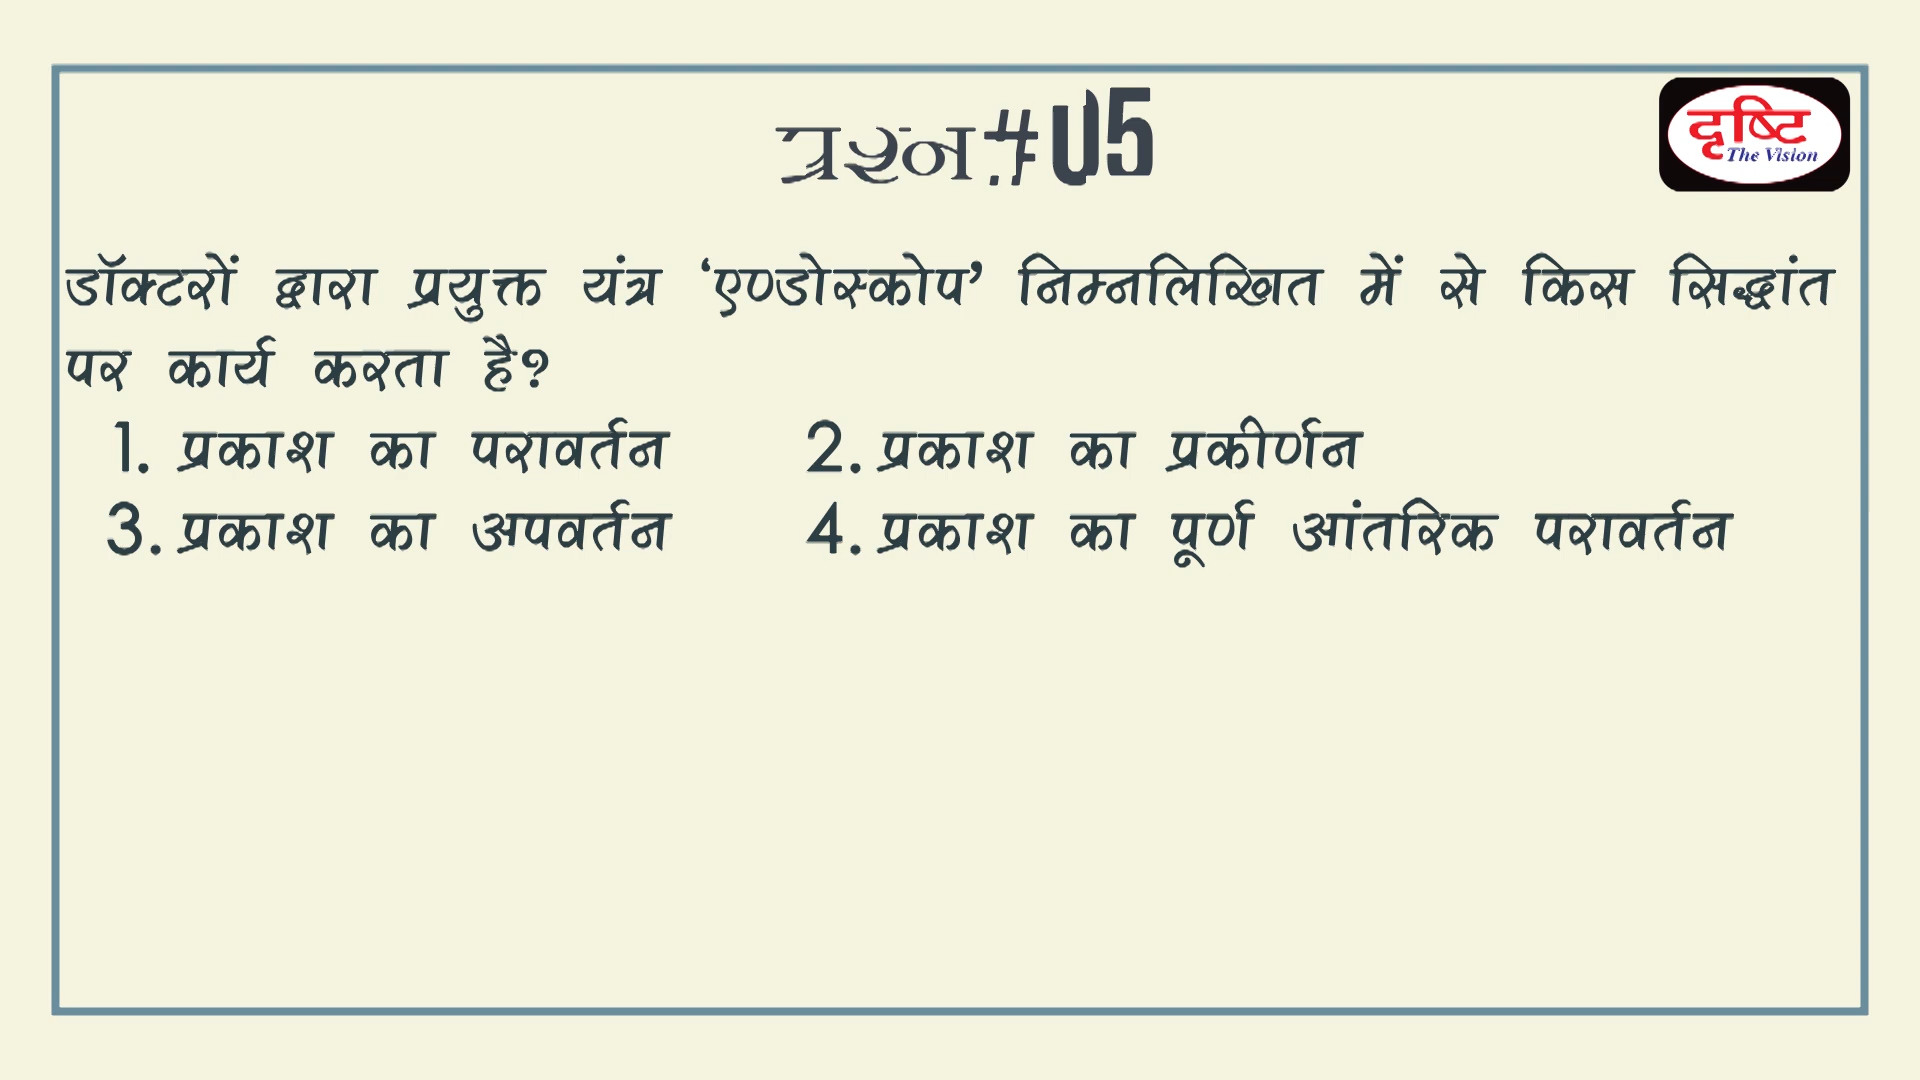 प्रश्न.#05
दृष्टि
The Vision
डॉक्टरों द्वारा प्रयुक्त यंत्र ‘एण्डोस्कोप’ निम्नलिखित में से किस सिद्धांत
पर कार्य करता है?
1. प्रकाश का परावर्तन 2. प्रकाश का प्रकीर्णन
3. प्रकाश का अपवर्तन 4. प्रकाश का पूर्ण आंतरिक परावर्तन